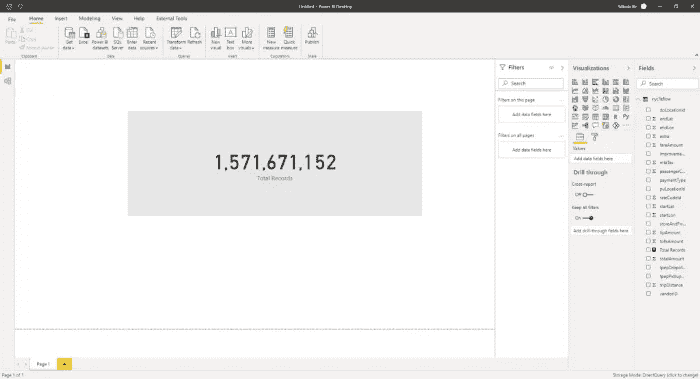 Untitled - Power BI Desktop
File Home Insert Modeling View Help External Tools
Paste
Cut
Copy
Format painter
Get data
Excel
Power BI datasets
SQL Server
Enter data
Recent sources
Transform data
Refresh
New visual
Text box
More visuals
New measure
Quick measure
Publish
Clipboard
Data
Queries
Insert
Calculations
Share
1,571,671,152
Total Records
Filters
Search
Filters on this page
Add data fields here
Filters on all pages
Add data fields here
Visualizations
Values
Add data fields here
Drill through
Cross-report
Off
Keep all filters
On
Add drill-through fields here
Fields
Search
nycYellow
doLocationId
endLat
endLon
extra
fareAmount
mtaTax
paymentType
puLocationId
rateCodeId
startLat
startLon
tipAmount
tollsAmount
Total Records
totalAmount
tripDistance
vendorID
Page 1
Page 1 of 1
Storage Mode: DirectQuery (click to change)